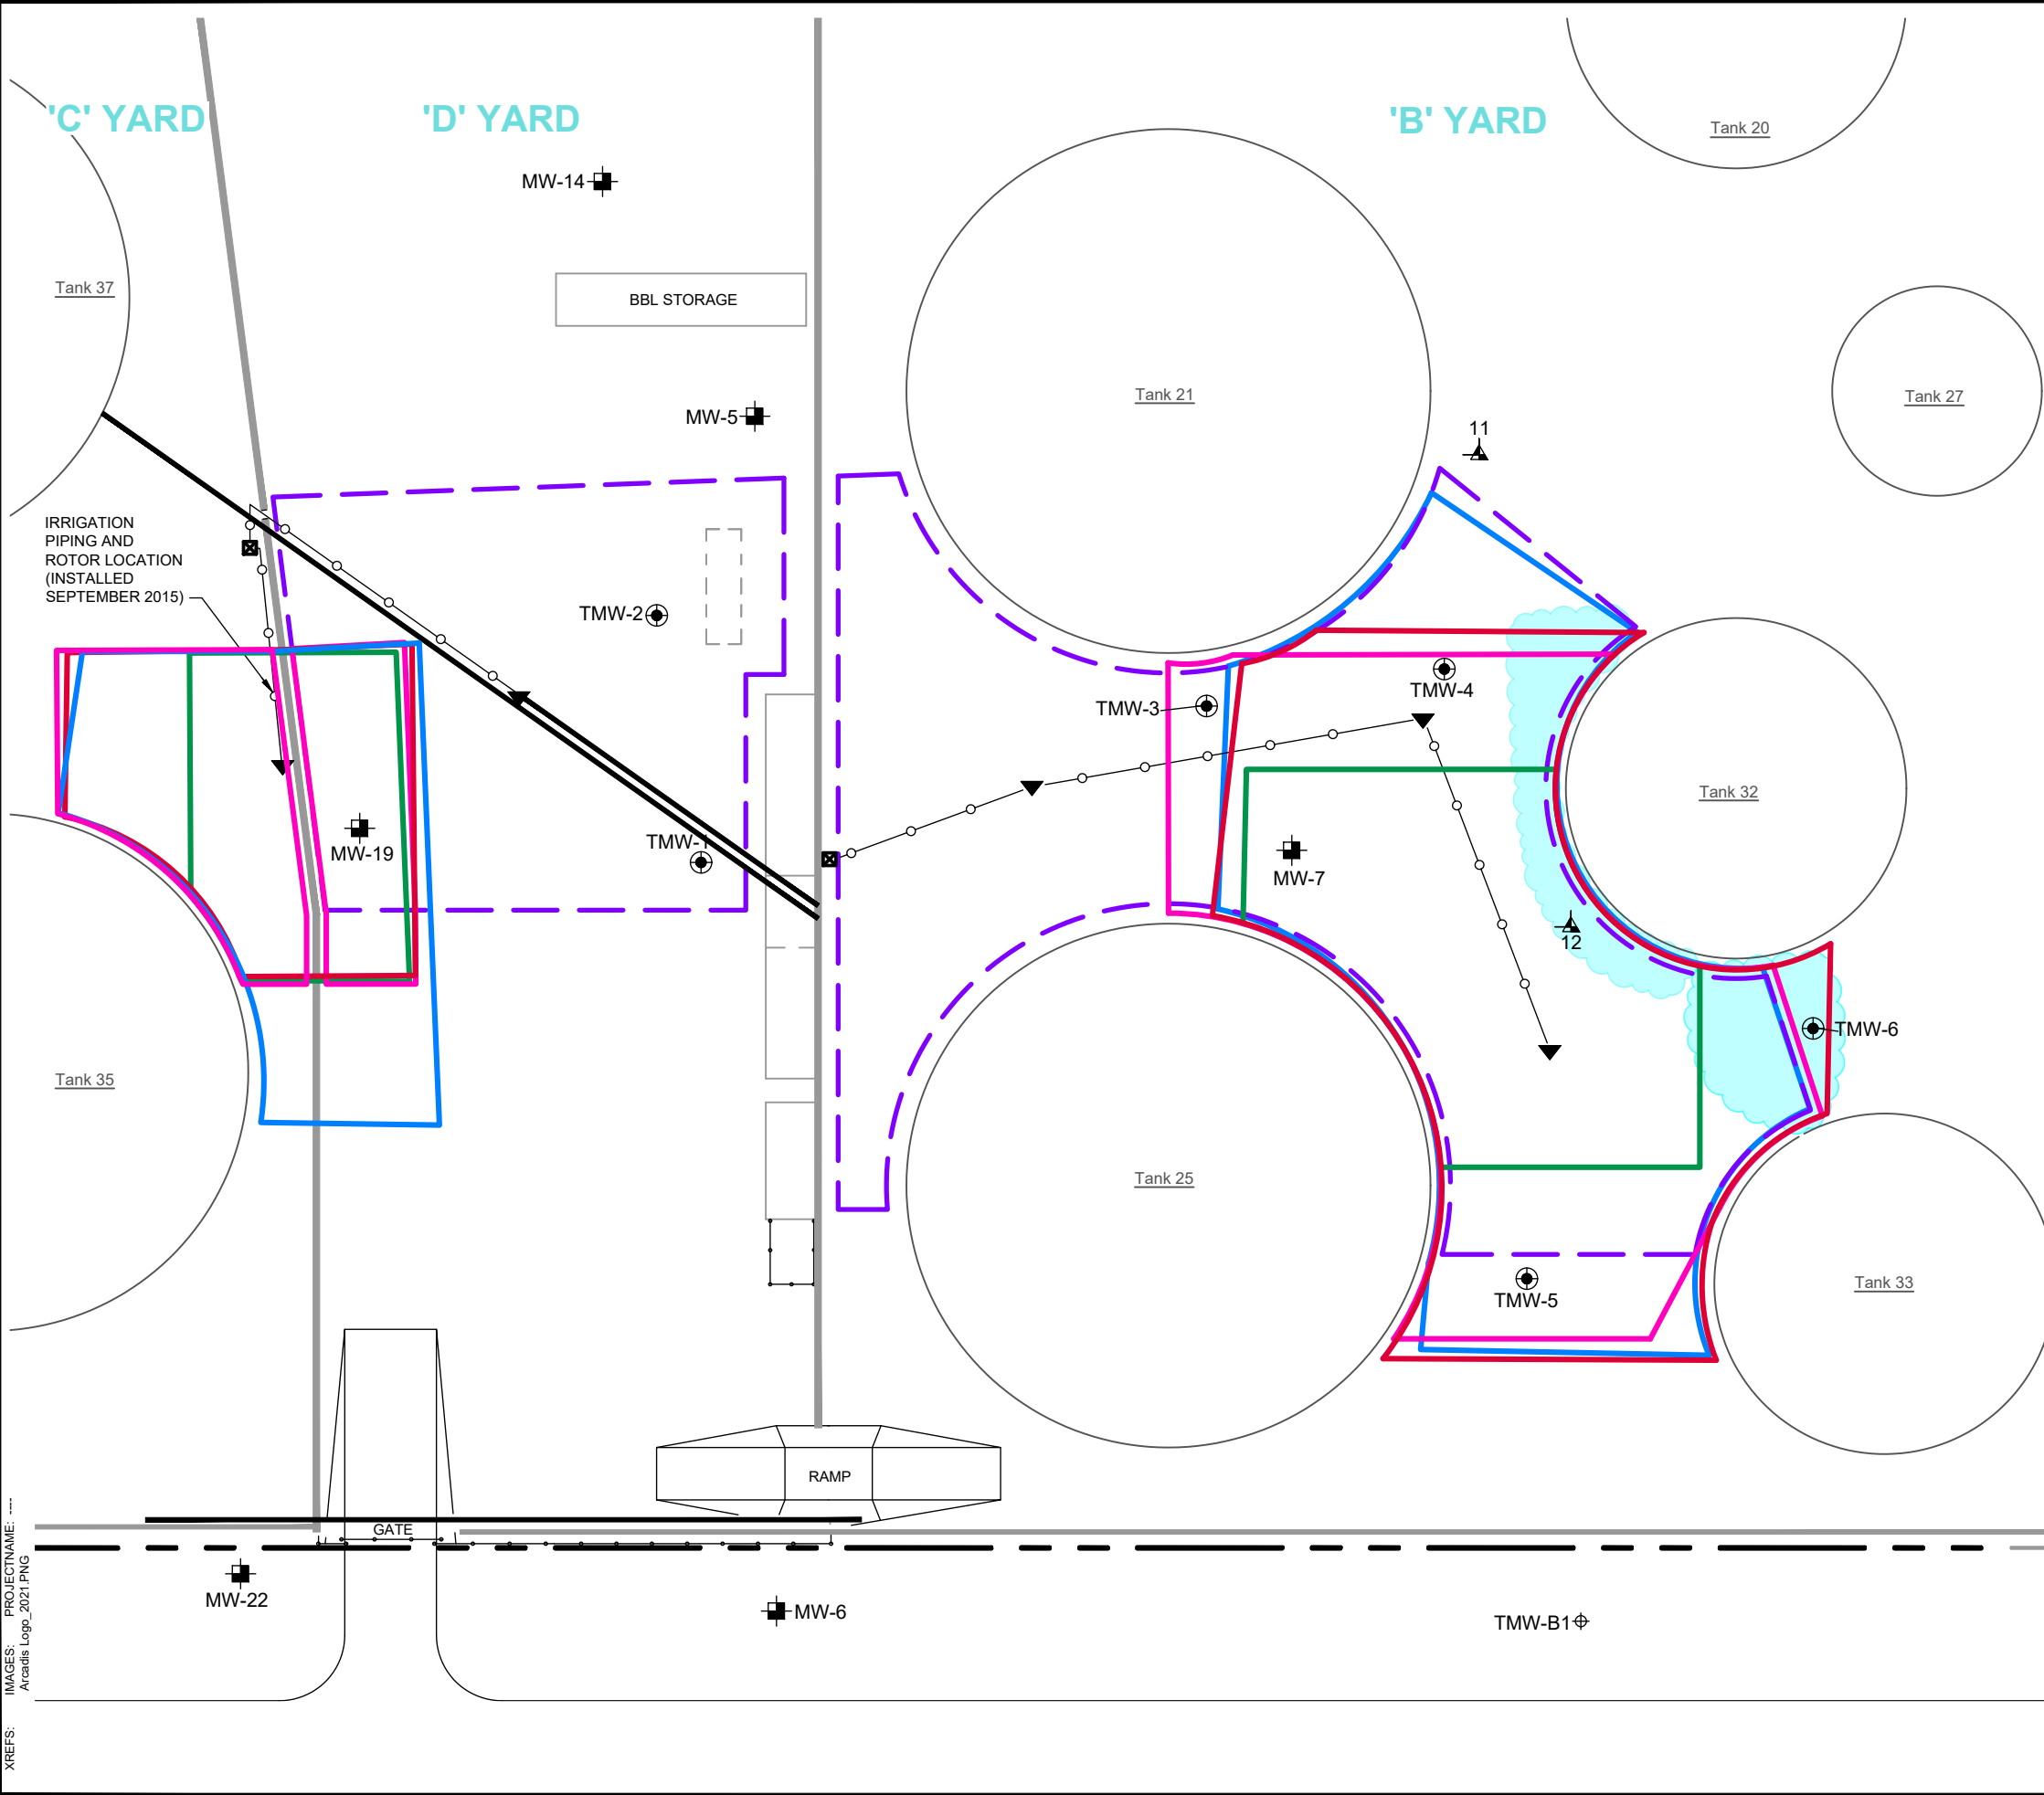 'C' YARD
'D' YARD
'B' YARD
Tank 20
MW-14
Tank 37
BBL STORAGE
Tank 21
Tank 27
MW-5
11
IRRIGATION
PIPING AND
ROTOR LOCATION
(INSTALLED
SEPTEMBER 2015)
TMW-2
TMW-4
TMW-3
Tank 32
TMW-1
MW-19
MW-7
12
TMW-6
Tank 35
Tank 25
Tank 33
TMW-5
RAMP
GATE
MW-22
MW-6
TMW-B1
XREFS: IMAGES: PROJECTNAME: ----
Arcadis Logo_2021.PNG